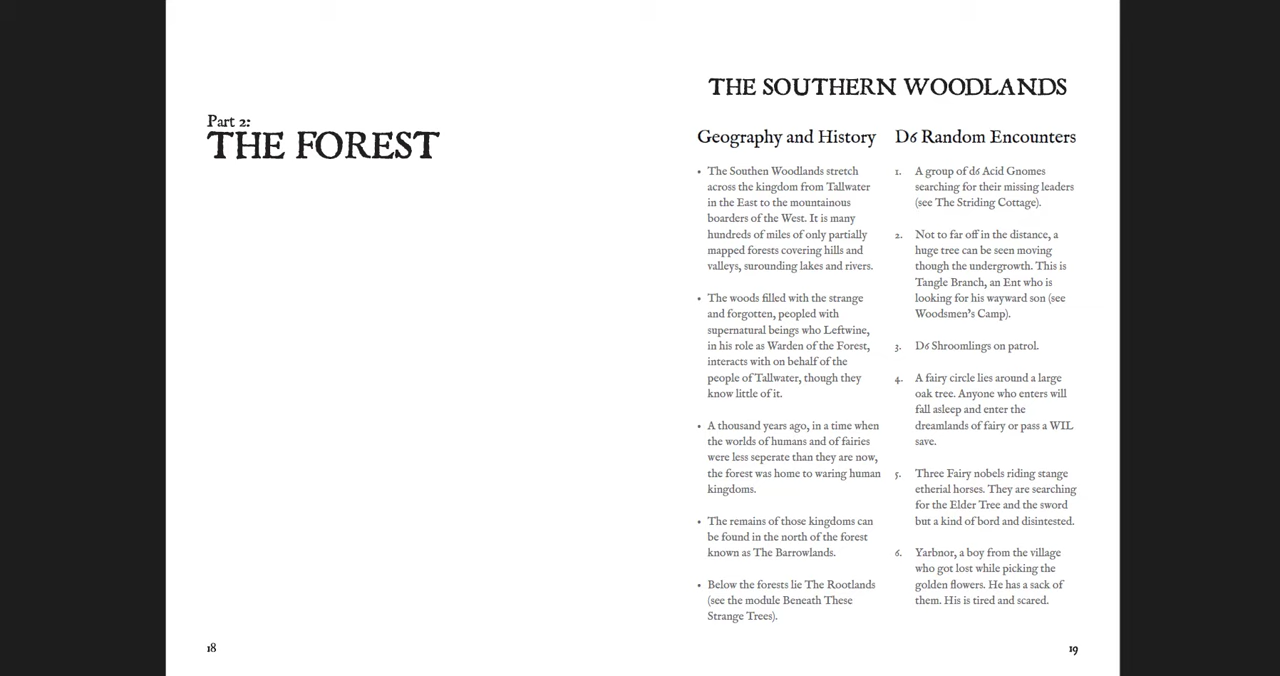 Part 2:
THE FOREST
18
THE SOUTHERN WOODLANDS
Geography and History
• The Southen Woodlands stretch
across the kingdom from Tallwater
in the East to the mountainous
boarders of the West. It is many
hundreds of miles of only partially
mapped forests covering hills and
valleys, surounding lakes and rivers.
• The woods filled with the strange
and forgotten, peopled with
supernatural beings who Leftwine,
in his role as Warden of the Forest,
interacts with on behalf of the
people of Tallwater, though they
know little of it.
• A thousand years ago, in a time when
the worlds of humans and of fairies
were less seperate than they are now,
the forest was home to waring human
kingdoms.
• The remains of those kingdoms can
be found in the north of the forest
known as The Barrowlands.
• Below the forests lie The Rootlands
(see the module Beneath These
Strange Trees).
D6 Random Encounters
1. A group of d6 Acid Gnomes
searching for their missing leaders
(see The Striding Cottage).
2. Not to far off in the distance, a
huge tree can be seen moving
though the undergrowth. This is
Tangle Branch, an Ent who is
looking for his wayward son (see
Woodsmen's Camp).
3. D6 Shroomlings on patrol.
4. A fairy circle lies around a large
oak tree. Anyone who enters will
fall asleep and enter the
dreamlands of fairy or pass a WIL
save.
5. Three Fairy nobels riding stange
etherial horses. They are searching
for the Elder Tree and the sword
but a kind of bord and disintested.
6. Yarbnor, a boy from the village
who got lost while picking the
golden flowers. He has a sack of
them. His is tired and scared.
19